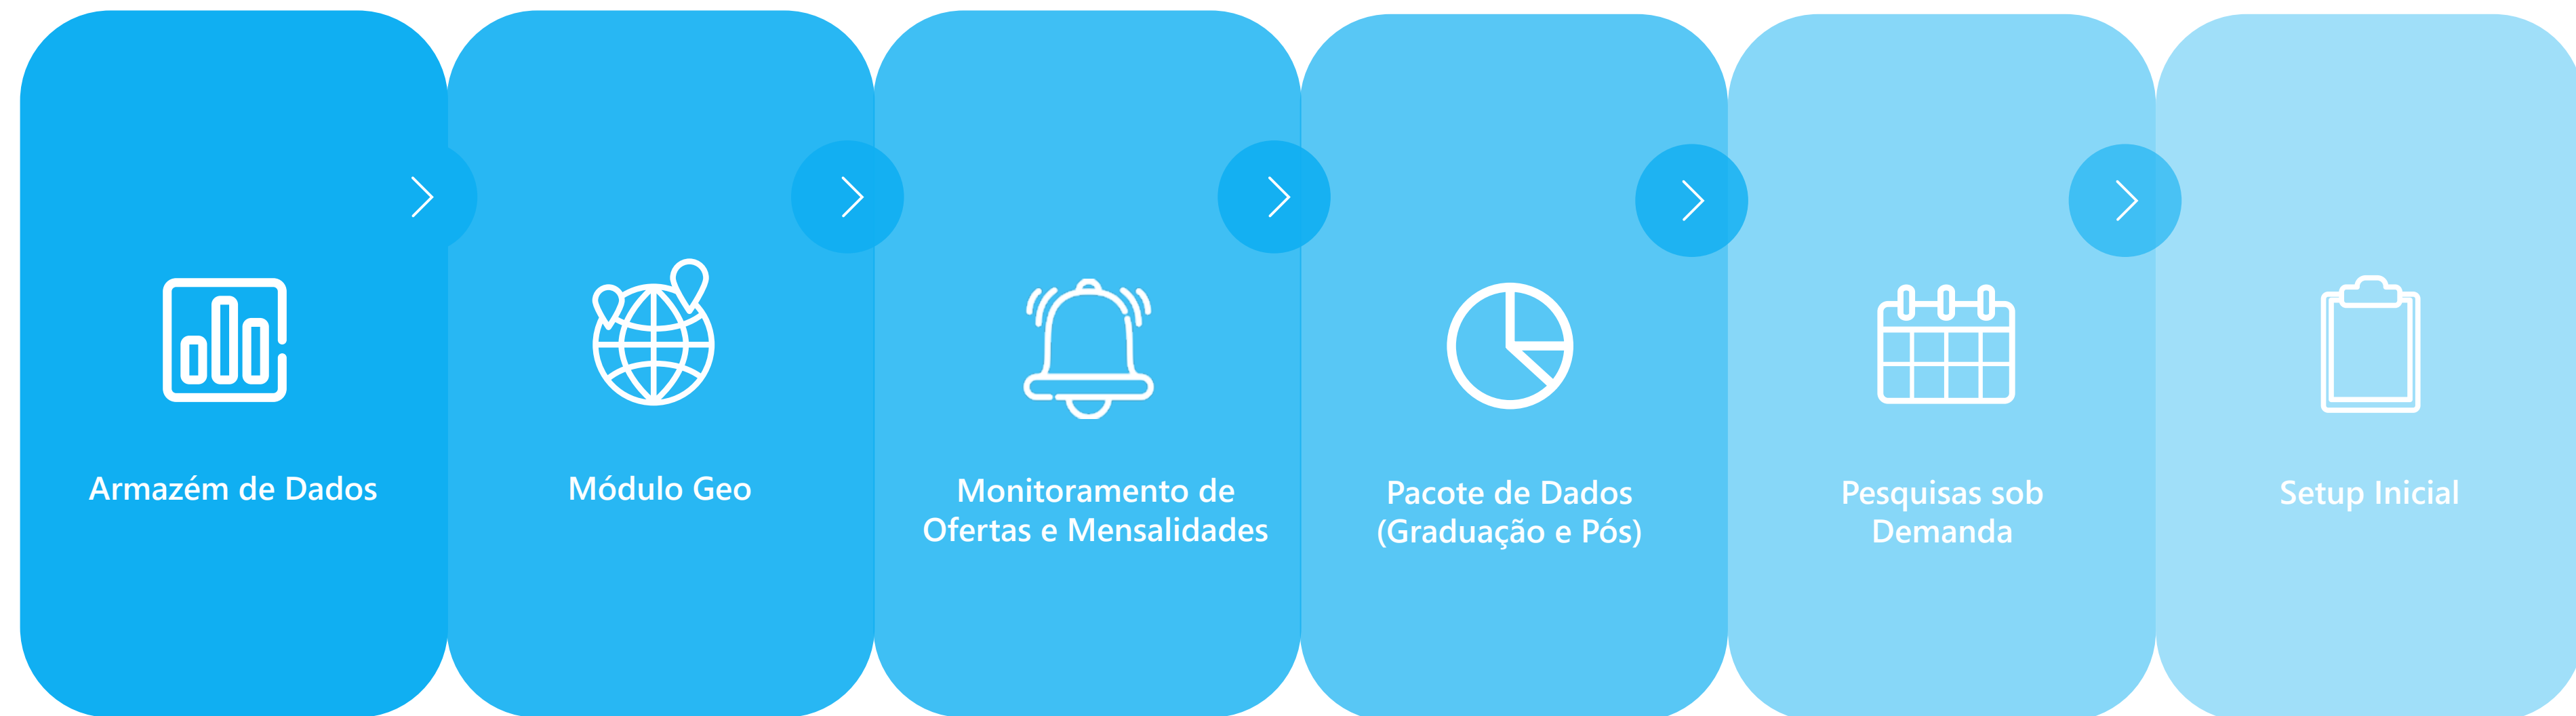 Armazém de Dados
Módulo Geo
Monitoramento de
Ofertas e Mensalidades
Pacote de Dados
(Graduação e Pós)
Pesquisas sob
Demanda
Setup Inicial